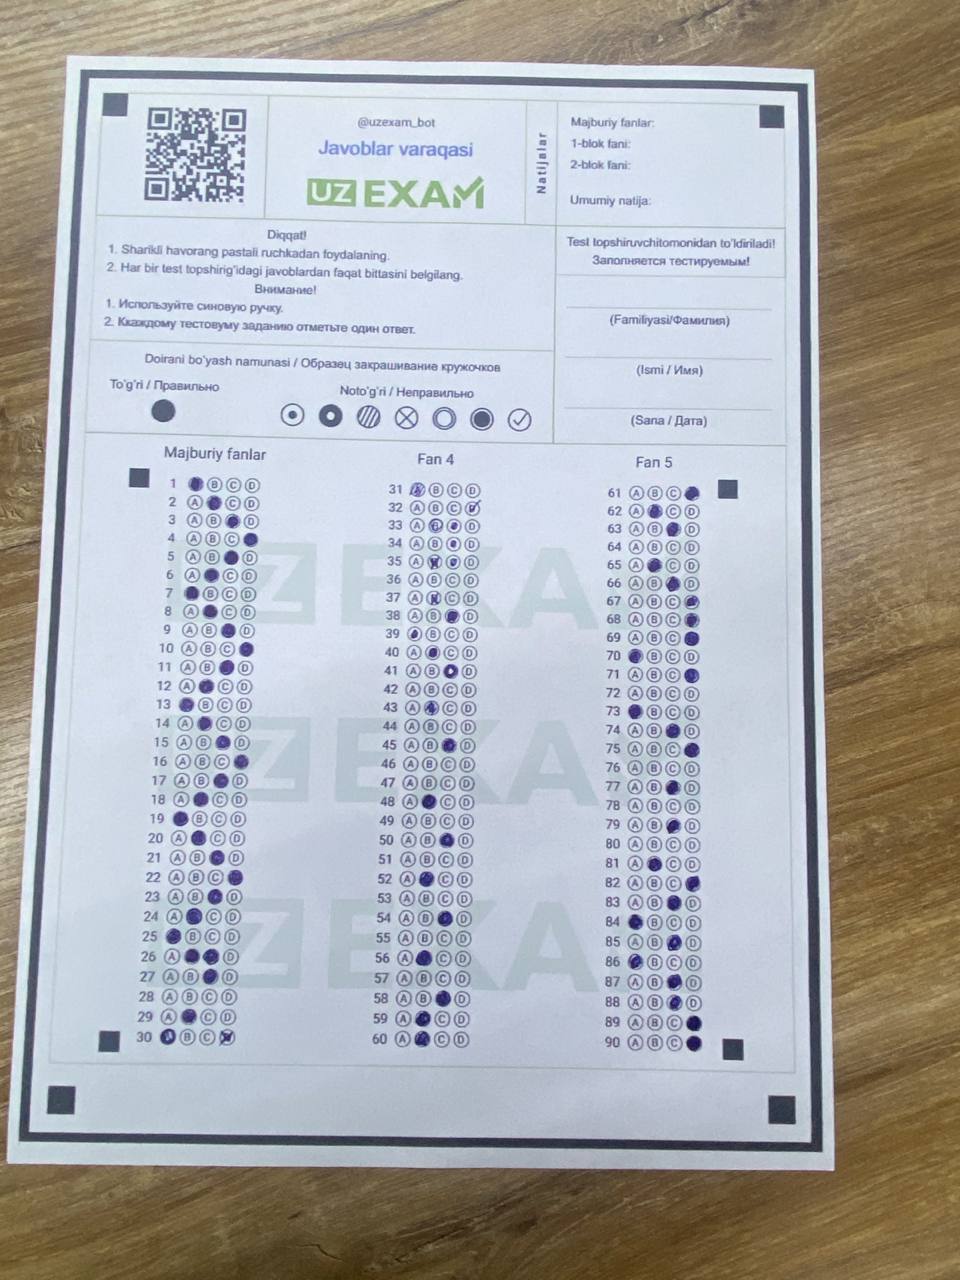 @uzexam_bot
Javoblar varaqasi
UZ EXAM
Natijalar
Majburiy fanlar:
1-blok fani:
2-blok fani:
Umumiy natija:
Diqqat!
1. Sharikli havorang pastali ruchkadan foydalaning.
2. Har bir test topshirig'idagi javoblardan faqat bittasini belgilang.
Внимание!
1. Используйте синовую ручку.
2. Ккаждому тестовуму заданию отметьте один ответ.
Test topshiruvchitomonidan to'ldiriladi!
Заполняется тестируемым!
(Familiyasi/Фамилия)
(Ismi / Имя)
(Sana / Дата)
Doirani bo'yash namunasi / Образец закрашивание кружочков
To'g'ri / Правильно
Noto'g'ri / Неправильно
Majburiy fanlar
1 B C D
2 A C D
3 A B D
4 A B C
5 A B D
6 A C D
7 B C D
8 A C D
9 A B D
10 A B C
11 A B D
12 A C D
13 B C D
14 A C D
15 A B D
16 A B C
17 A B D
18 A C D
19 B C D
20 A C D
21 A B D
22 A B C
23 A B D
24 A C D
25 B C D
26 A D
27 A B D
28 A B C D
29 A C D
30 A B C
Fan 4
31 B C D
32 A B C
33 A D
34 A B D
35 A D
36 A B C D
37 A C D
38 A B D
39 B C D
40 A C D
41 A B D
42 A B C D
43 A C D
44 A B C D
45 A B D
46 A B C D
47 A B C D
48 A C D
49 A B C D
50 A B D
51 A B C D
52 A C D
53 A B C D
54 A B D
55 A B C D
56 A C D
57 A B C D
58 A B D
59 A C D
60 A C D
Fan 5
61 A B C
62 A C D
63 A B D
64 A B C D
65 A C D
66 A B D
67 A B C
68 A B C
69 A B C
70 B C D
71 A B C
72 A B C D
73 B C D
74 A B D
75 A B C
76 A B C D
77 A B D
78 A B C D
79 A B D
80 A B C D
81 A C D
82 A B C
83 A B D
84 B C D
85 A B D
86 B C D
87 A B D
88 A B D
89 A B C
90 A B C